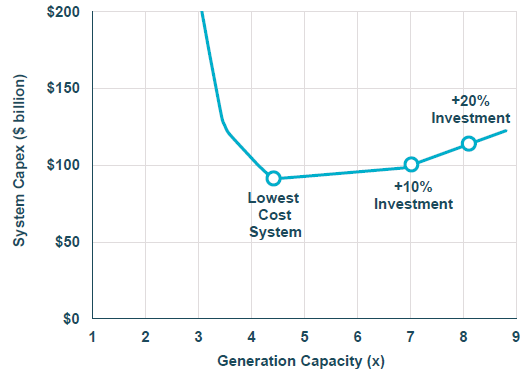 $200
$150
$100
$50
$0
System Capex ($ billion)
+20%
Investment
+10%
Investment
Lowest
Cost
System
1 2 3 4 5 6 7 8 9
Generation Capacity (x)